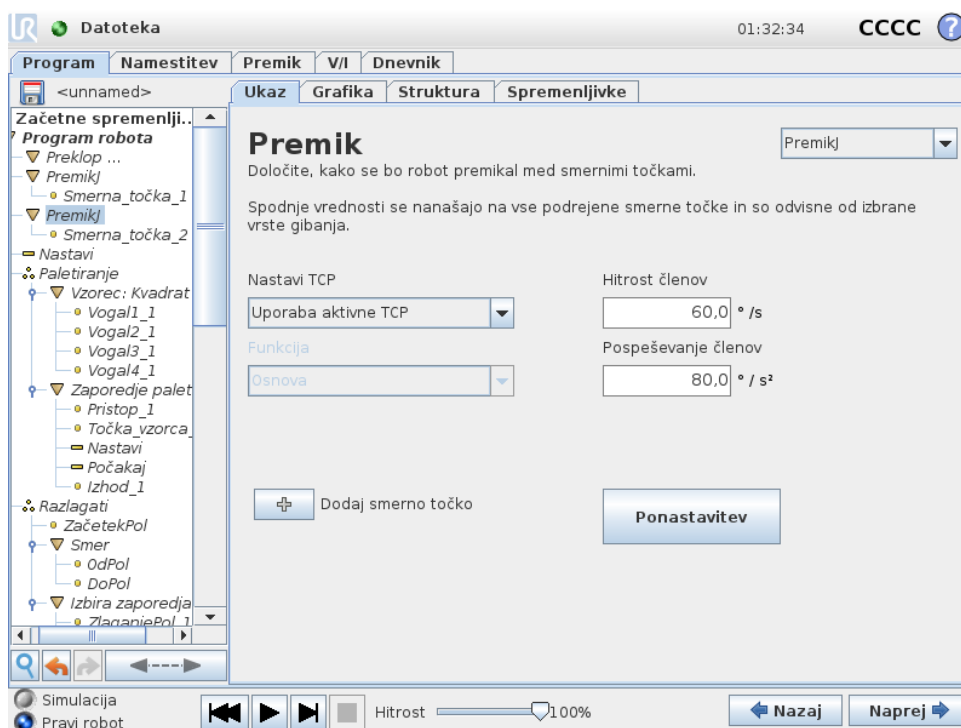 UR Datoteka 01:32:34 CCCC ?
Program Namestitev Premik V/I Dnevnik
<unnamed>
Ukaz Grafika Struktura Spremenljivke
Začetne spremenlji..
Program robota
Preklop ...
PremikJ
Smerna_točka_1
PremikJ
Smerna_točka_2
Nastavi
Paletiranje
Vzorec: Kvadrat
Vogal1_1
Vogal2_1
Vogal3_1
Vogal4_1
Zaporedje palet
Pristop_1
Točka_vzorca_
Nastavi
Počakaj
Izhod_1
Razlagati
ZačetekPol
Smer
OdPol
DoPol
Izbira zaporedja
ZlaganjePol_1
Premik
PremikJ
Določite, kako se bo robot premikal med smernimi točkami.
Spodnje vrednosti se nanašajo na vse podrejene smerne točke in so odvisne od izbrane
vrste gibanja.
Nastavi TCP
Uporaba aktivne TCP
Funkcija
Osnova
Hitrost členov
60,0 ° /s
Pospeševanje členov
80,0 ° / s²
Dodaj smerno točko
Ponastavitev
Simulacija
Pravi robot
Hitrost 100%
Nazaj
Naprej